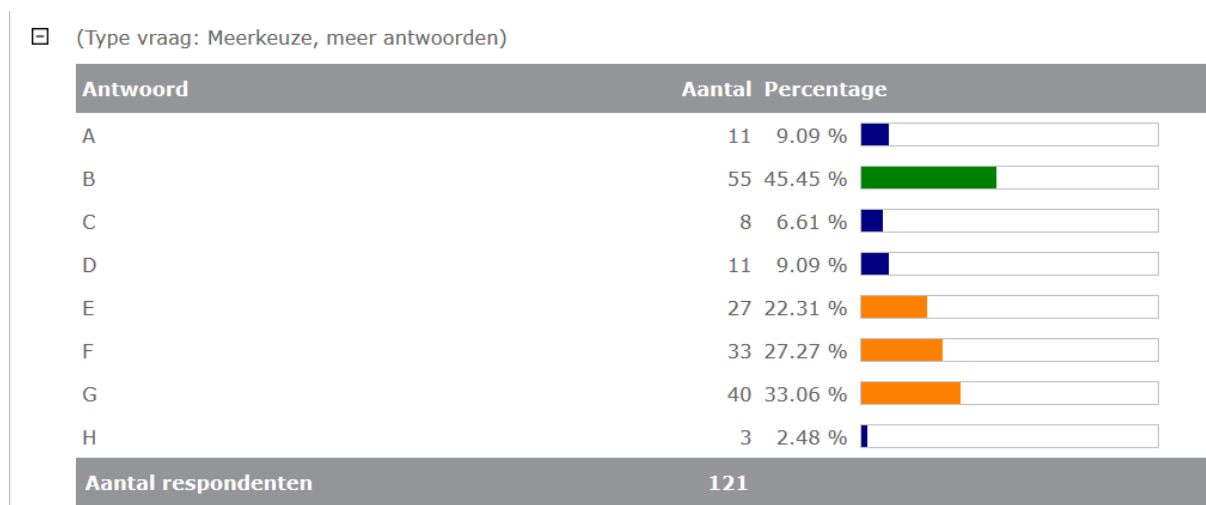 (Type vraag: Meerkeuze, meer antwoorden)
Antwoord Aantal Percentage
A 11 9.09 %
B 55 45.45 %
C 8 6.61 %
D 11 9.09 %
E 27 22.31 %
F 33 27.27 %
G 40 33.06 %
H 3 2.48 %
Aantal respondenten 121